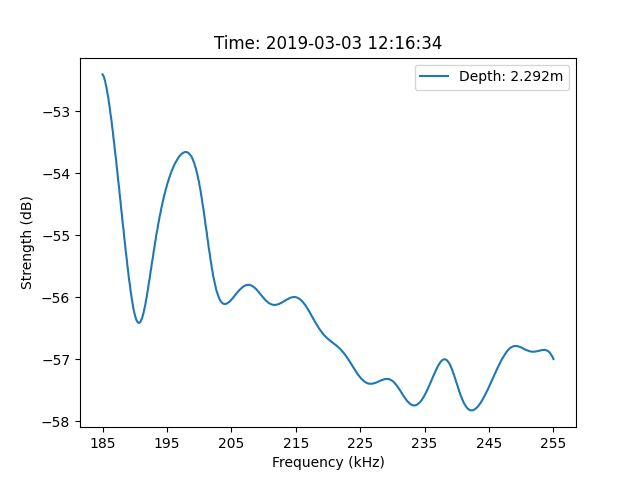 Time: 2019-03-03 12:16:34
Depth: 2.292m
−53
−54
−55
−56
−57
−58
Strength (dB)
185 195 205 215 225 235 245 255
Frequency (kHz)